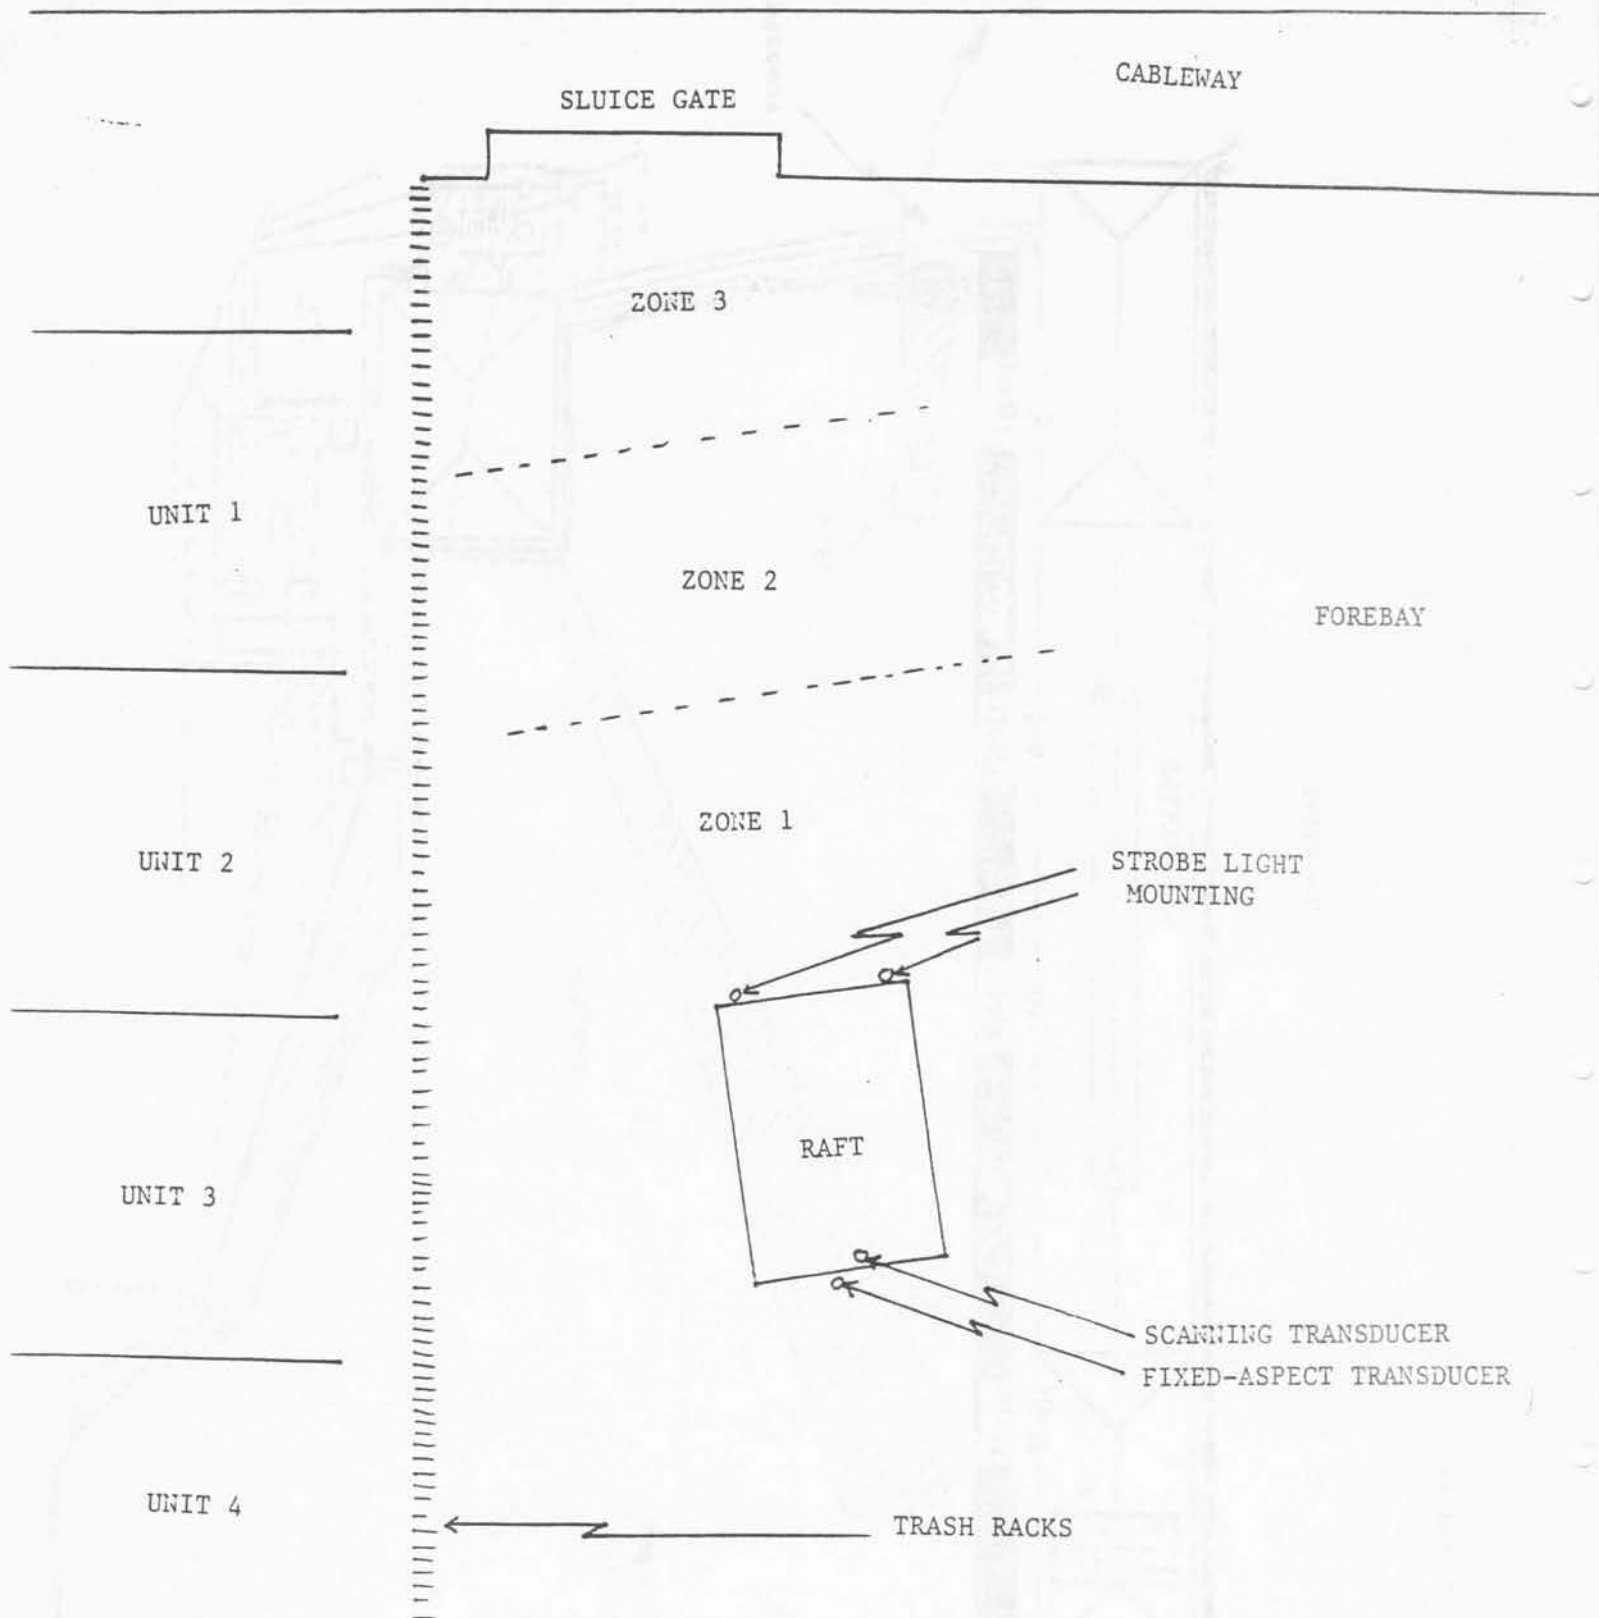 CABLEWAY
SLUICE GATE
ZONE 3
UNIT 1
ZONE 2
FOREBAY
ZONE 1
UNIT 2
STROBE LIGHT
MOUNTING
RAFT
UNIT 3
SCANNING TRANSDUCER
FIXED-ASPECT TRANSDUCER
UNIT 4
TRASH RACKS